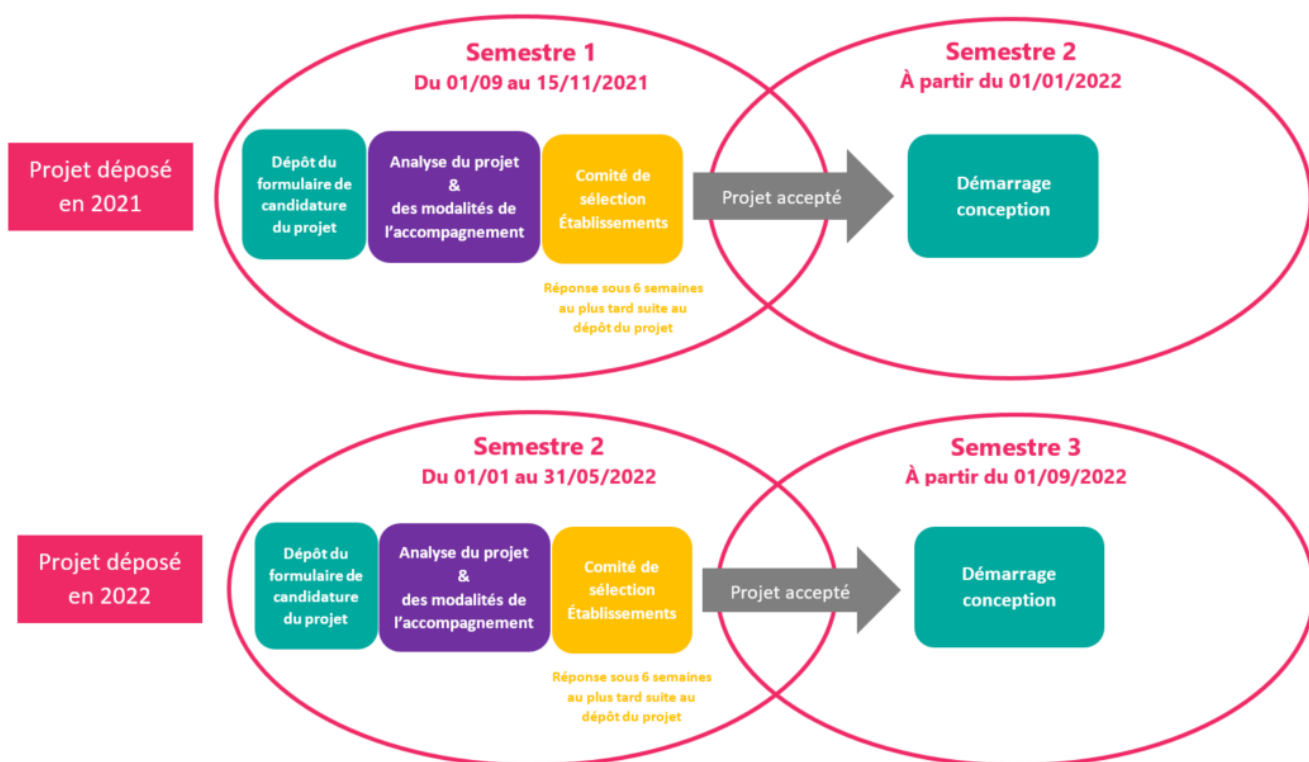 Semestre 1
Du 01/09 au 15/11/2021
Semestre 2
À partir du 01/01/2022
Projet déposé
en 2021
Dépôt du
formulaire de
candidature
du projet
Analyse du projet
&
des modalités de
l'accompagnement
Comité de
sélection
Établissements
Projet accepté
Démarrage
conception
Réponse sous 6 semaines
au plus tard suite au
dépôt du projet
Semestre 2
Du 01/01 au 31/05/2022
Semestre 3
À partir du 01/09/2022
Projet déposé
en 2022
Dépôt du
formulaire de
candidature
du projet
Analyse du projet
&
des modalités de
l'accompagnement
Comité de
sélection
Établissements
Projet accepté
Démarrage
conception
Réponse sous 6 semaines
au plus tard suite au
dépôt du projet